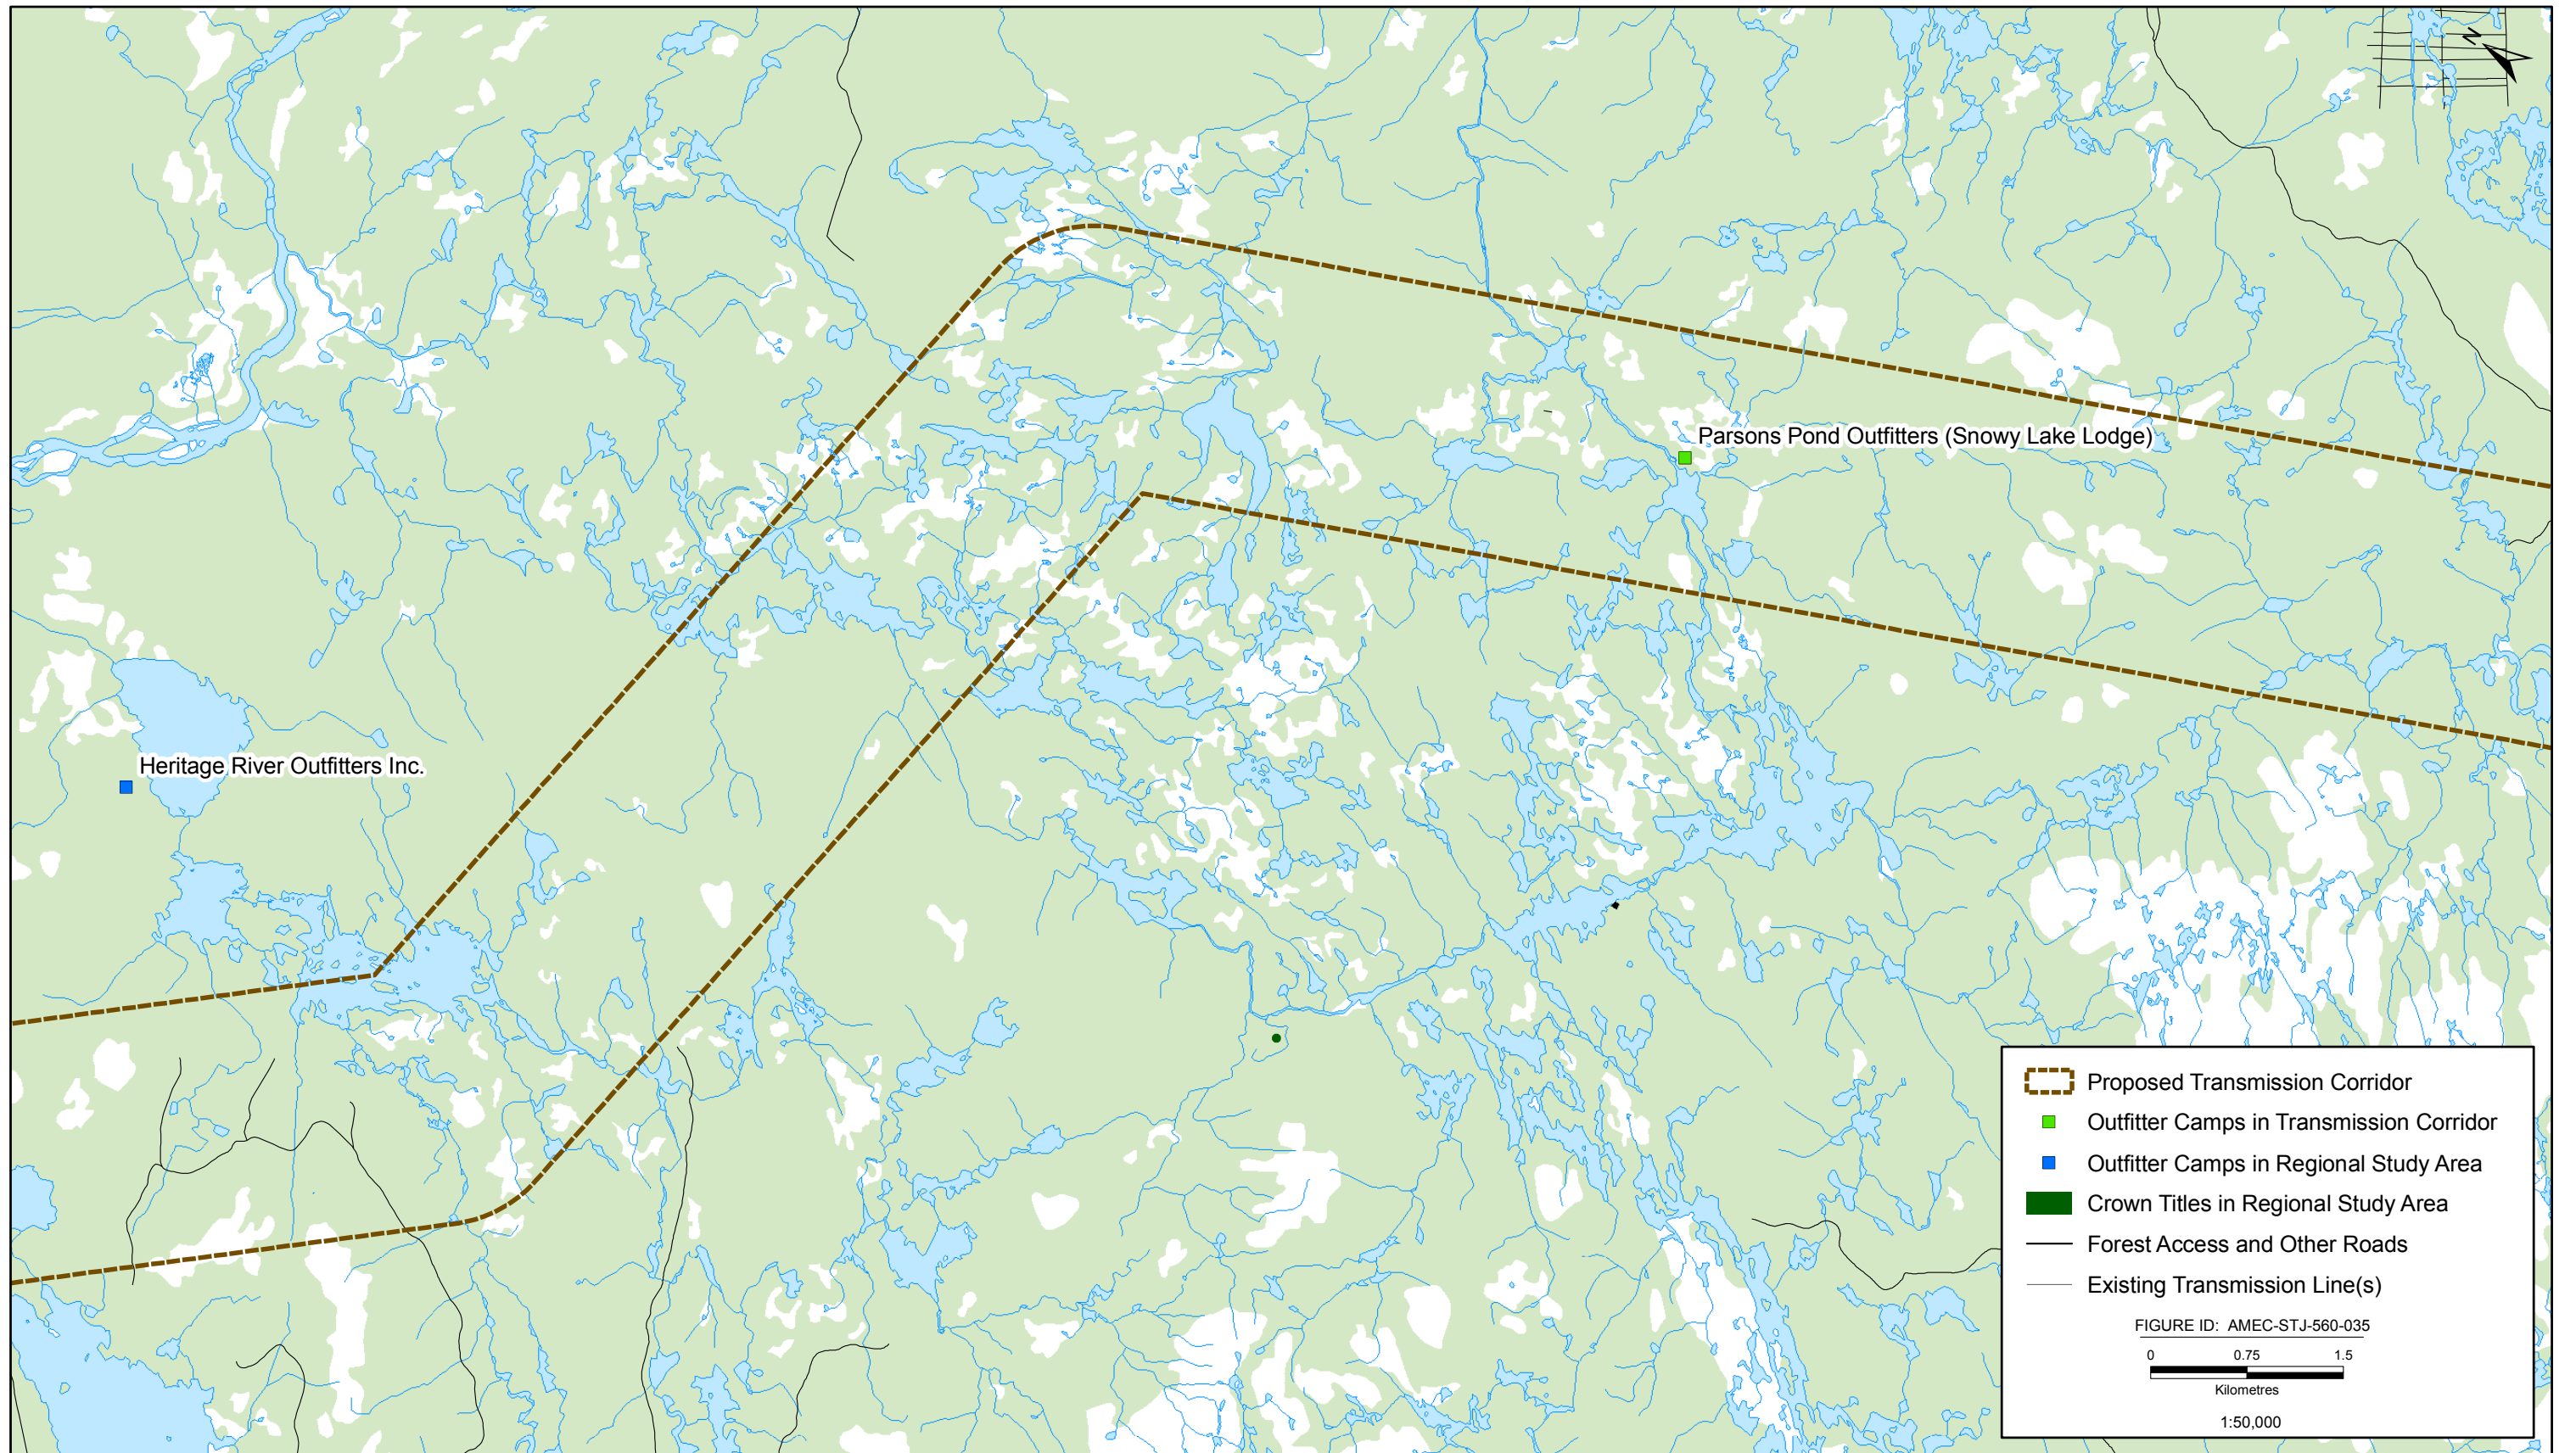 N
Parsons Pond Outfitters (Snowy Lake Lodge)
Heritage River Outfitters Inc.
Proposed Transmission Corridor
Outfitter Camps in Transmission Corridor
Outfitter Camps in Regional Study Area
Crown Titles in Regional Study Area
Forest Access and Other Roads
Existing Transmission Line(s)
FIGURE ID: AMEC-STJ-560-035
0 0.75 1.5
Kilometres
1:50,000